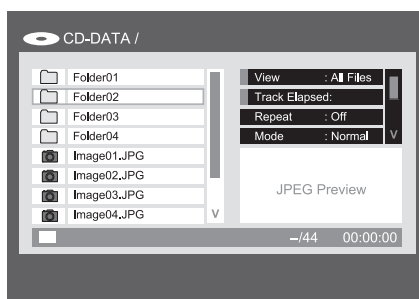 CD-DATA /
Folder01
Folder02
Folder03
Folder04
Image01.JPG
Image02.JPG
Image03.JPG
Image04.JPG
V
View : All Files
Track Elapsed:
Repeat : Off
Mode : Normal
V
JPEG Preview
–/44 00:00:00